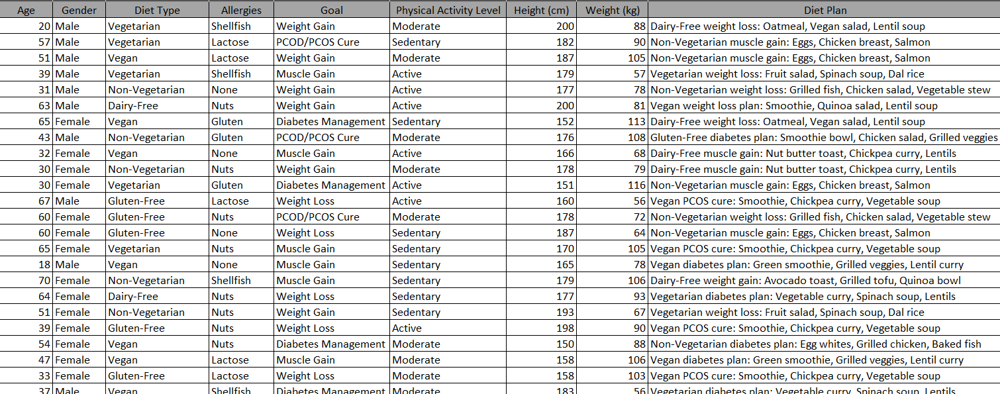 Age Gender Diet Type Allergies Goal Physical Activity Level Height (cm) Weight (kg) Diet Plan
20 Male Vegetarian Shellfish Weight Gain Moderate 200 88 Dairy-Free weight loss: Oatmeal, Vegan salad, Lentil soup
57 Male Vegetarian Lactose PCOD/PCOS Cure Sedentary 182 90 Non-Vegetarian muscle gain: Eggs, Chicken breast, Salmon
51 Male Vegan Lactose Weight Gain Moderate 187 105 Non-Vegetarian muscle gain: Eggs, Chicken breast, Salmon
39 Male Vegetarian Shellfish Muscle Gain Active 179 57 Vegetarian weight loss: Fruit salad, Spinach soup, Dal rice
31 Male Non-Vegetarian None Weight Gain Active 177 78 Non-Vegetarian weight loss: Grilled fish, Chicken salad, Vegetable stew
63 Male Dairy-Free Nuts Weight Gain Active 200 81 Vegan weight loss plan: Smoothie, Quinoa salad, Lentil soup
65 Female Vegan Gluten Diabetes Management Sedentary 152 113 Dairy-Free weight loss: Oatmeal, Vegan salad, Lentil soup
43 Male Non-Vegetarian Gluten PCOD/PCOS Cure Moderate 176 108 Gluten-Free diabetes plan: Smoothie bowl, Chicken salad, Grilled veggies
32 Female Vegan None Muscle Gain Active 166 68 Dairy-Free muscle gain: Nut butter toast, Chickpea curry, Lentils
30 Female Non-Vegetarian Nuts Weight Gain Moderate 178 79 Dairy-Free muscle gain: Nut butter toast, Chickpea curry, Lentils
30 Female Vegetarian Gluten Diabetes Management Active 151 116 Non-Vegetarian muscle gain: Eggs, Chicken breast, Salmon
67 Male Gluten-Free Lactose Weight Loss Active 160 56 Vegan PCOS cure: Smoothie, Chickpea curry, Vegetable soup
60 Female Gluten-Free Nuts PCOD/PCOS Cure Moderate 178 72 Non-Vegetarian weight loss: Grilled fish, Chicken salad, Vegetable stew
60 Female Gluten-Free None Weight Loss Sedentary 187 64 Non-Vegetarian muscle gain: Eggs, Chicken breast, Salmon
65 Female Vegetarian Nuts Muscle Gain Sedentary 170 105 Vegan PCOS cure: Smoothie, Chickpea curry, Vegetable soup
18 Male Vegan None Muscle Gain Sedentary 165 78 Vegan diabetes plan: Green smoothie, Grilled veggies, Lentil curry
70 Female Non-Vegetarian Shellfish Muscle Gain Sedentary 179 106 Dairy-Free weight gain: Avocado toast, Grilled tofu, Quinoa bowl
64 Female Dairy-Free Nuts Weight Loss Sedentary 177 93 Vegetarian diabetes plan: Vegetable curry, Spinach soup, Lentils
51 Female Non-Vegetarian Nuts Weight Gain Sedentary 193 67 Vegetarian weight loss: Fruit salad, Spinach soup, Dal rice
39 Female Gluten-Free Nuts Weight Loss Active 198 90 Vegan PCOS cure: Smoothie, Chickpea curry, Vegetable soup
54 Female Vegan Nuts Diabetes Management Moderate 150 88 Non-Vegetarian diabetes plan: Egg whites, Grilled chicken, Baked fish
47 Female Vegan Lactose Muscle Gain Moderate 158 106 Vegan diabetes plan: Green smoothie, Grilled veggies, Lentil curry
33 Female Gluten-Free Lactose Weight Loss Moderate 158 103 Vegan PCOS cure: Smoothie, Chickpea curry, Vegetable soup
37 Male Vegan Shellfish Diabetes Management Moderate 183 56 Vegetarian diabetes plan: Vegetable curry, Spinach soup, Lentils